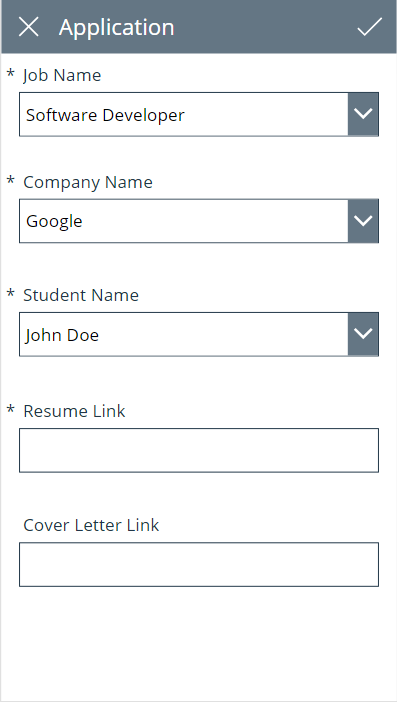 Application
* Job Name
Software Developer
* Company Name
Google
* Student Name
John Doe
* Resume Link
Cover Letter Link